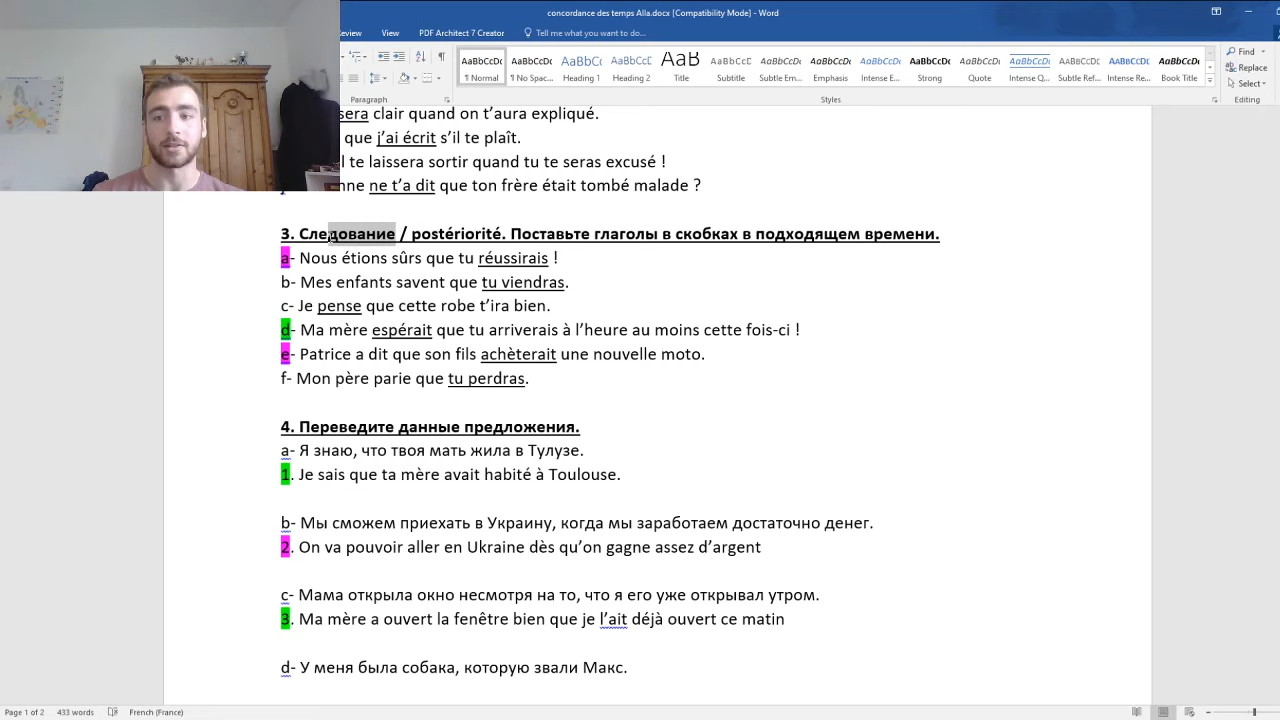 concordance des temps Alla.docx [Compatibility Mode] - Word
eview View PDF Architect 7 Creator Tell me what you want to do...
AaBbCcDc AaBbCcDc AaBbCc AaBbCcC AaB AaBbCcD AaBbCcDc AaBbCcDc AaBbCcDc AaBbCcDc AaBbCcDc AaBbCcDc AaBbCcDc AaBbCcDc AaBbCcDc Find
¶ Normal ¶ No Spac... Heading 1 Heading 2 Title Subtitle Subtle Em... Emphasis Intense E... Strong Quote Intense Q... Subtle Ref... Intense Re... Book Title Replace
Select
Paragraph Styles Editing
sera clair quand on t’aura expliqué.
que j’ai écrit s’il te plaît.
l te laissera sortir quand tu te seras excusé !
nne ne t’a dit que ton frère était tombé malade ?
3. Следование / postériorité. Поставьте глаголы в скобках в подходящем времени.
a- Nous étions sûrs que tu réussirais !
b- Mes enfants savent que tu viendras.
c- Je pense que cette robe t’ira bien.
d- Ma mère espérait que tu arriverais à l’heure au moins cette fois-ci !
e- Patrice a dit que son fils achèterait une nouvelle moto.
f- Mon père parie que tu perdras.
4. Переведите данные предложения.
a- Я знаю, что твоя мать жила в Тулузе.
1. Je sais que ta mère avait habité à Toulouse.
b- Мы сможем приехать в Украину, когда мы заработаем достаточно денег.
2. On va pouvoir aller en Ukraine dès qu’on gagne assez d’argent
c- Мама открыла окно несмотря на то, что я его уже открывал утром.
3. Ma mère a ouvert la fenêtre bien que je l’ait déjà ouvert ce matin
d- У меня была собака, которую звали Макс.
Page 1 of 2 433 words French (France)